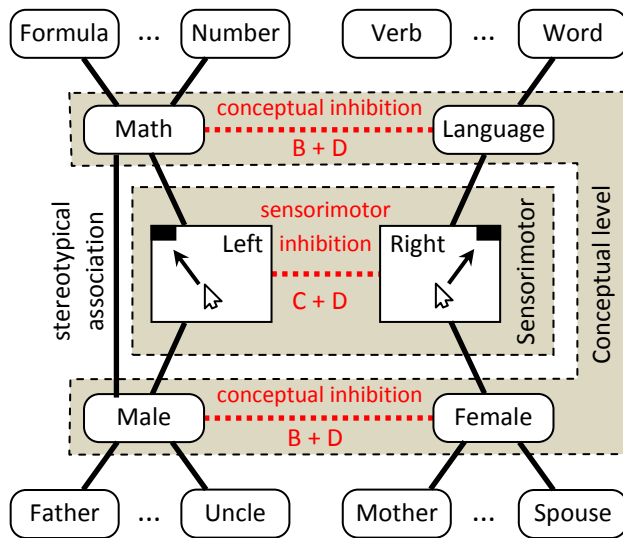 Formula ... Number Verb ... Word
conceptual inhibition
Math Language
B + D
stereotypical
association
sensorimotor
Left inhibition Right
C + D
Sensorimotor
Conceptual level
conceptual inhibition
Male Female
B + D
Father ... Uncle Mother ... Spouse